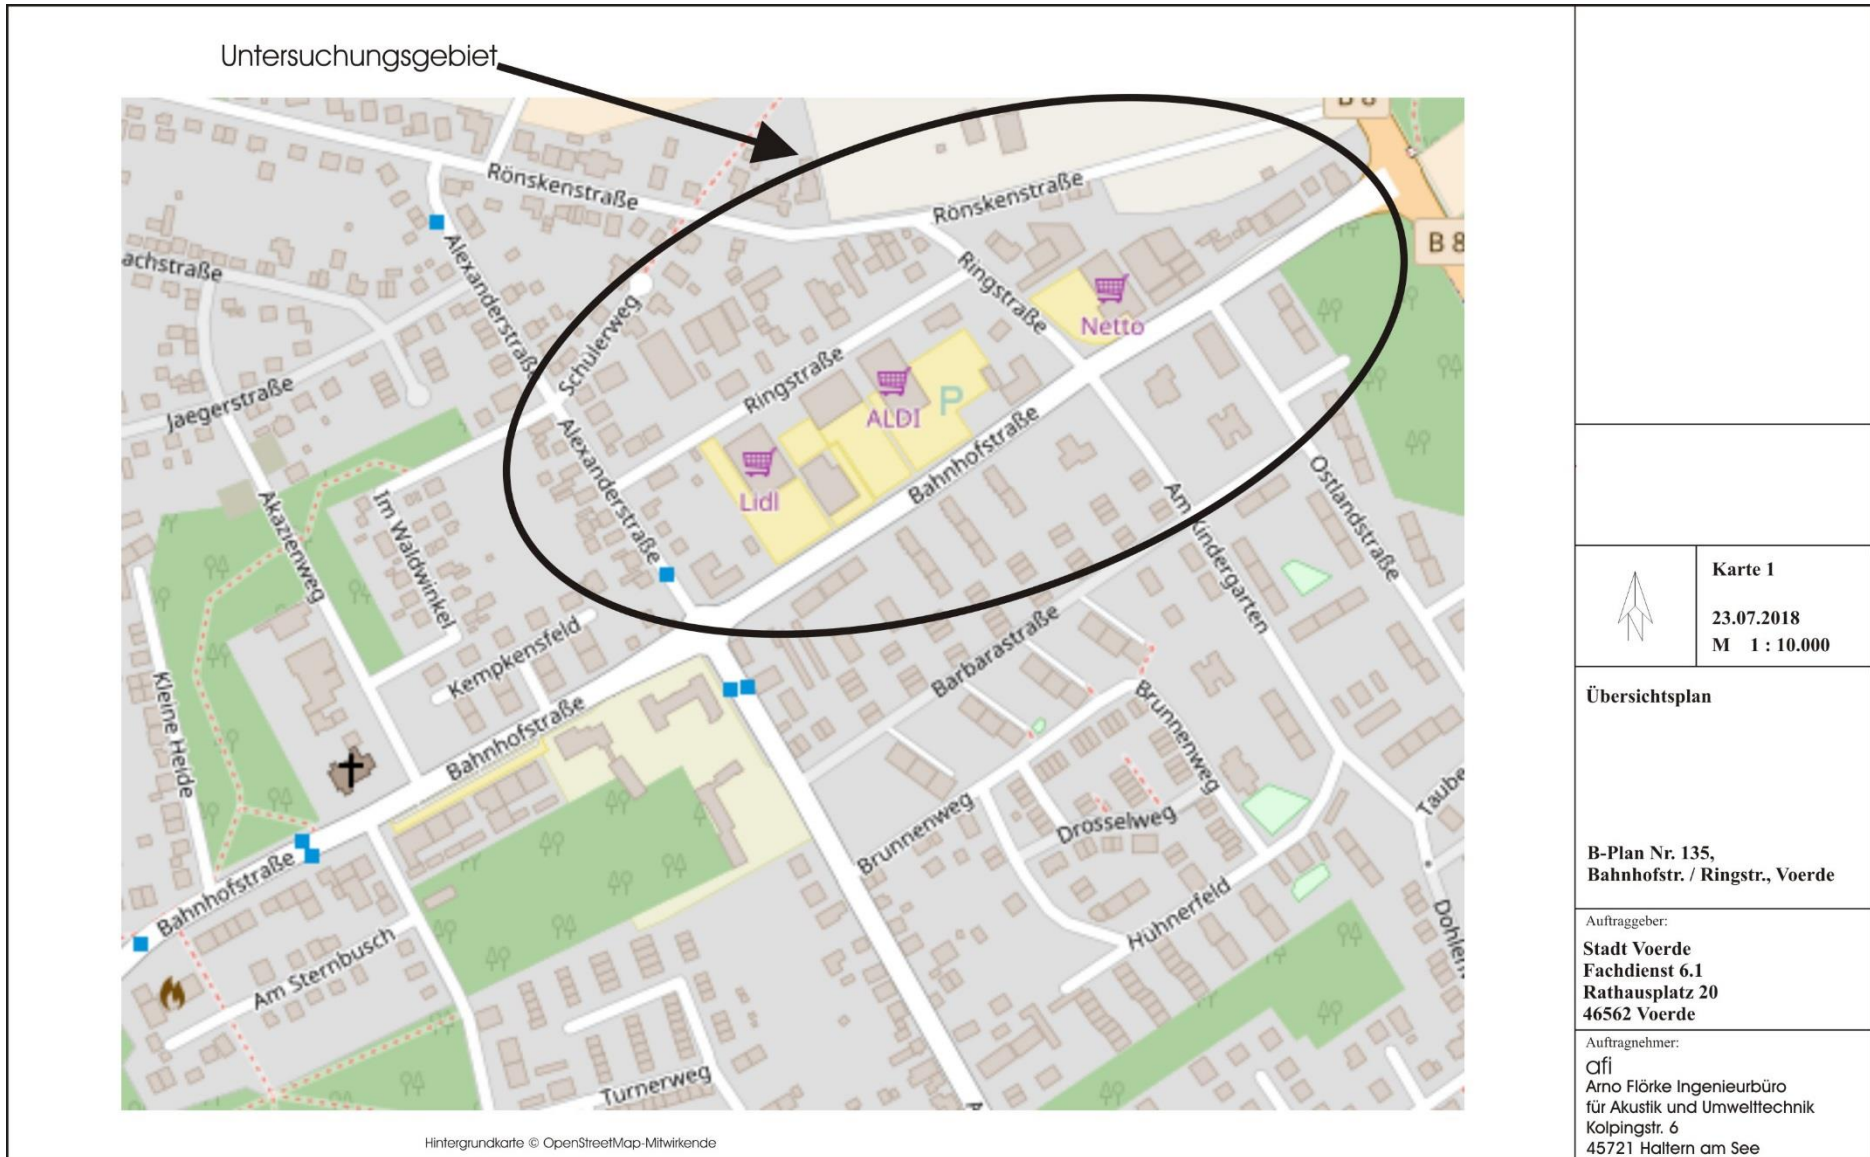 Untersuchungsgebiet
B 8
Rönskenstraße
Rönskenstraße
B 8
Alexanderstraße
Ringstraße
achstraße
Schülerweg
Netto
Ringstraße
Jaegerstraße
ALDI
P
Alexanderstraße
Bahnhofstraße
Lidl
Ostlandstraße
Am Kindergarten
Akazienweg
Im Waldwinkel
Kempkensfeld
Barbarastraße
Kleine Heide
Bahnhofstraße
Brunnenweg
Taube
Brunnenweg
Drosselweg
Bahnhofstraße
Hühnerfeld
Dohlen
Am Sternbusch
Turnerweg
A
Hintergrundkarte © OpenStreetMap-Mitwirkende
N
Karte 1
23.07.2018
M 1 : 10.000
Übersichtsplan
B-Plan Nr. 135,
Bahnhofstr. / Ringstr., Voerde
Auftraggeber:
Stadt Voerde
Fachdienst 6.1
Rathausplatz 20
46562 Voerde
Auftragnehmer:
afi
Arno Flörke Ingenieurbüro
für Akustik und Umwelttechnik
Kolpingstr. 6
45721 Haltern am See